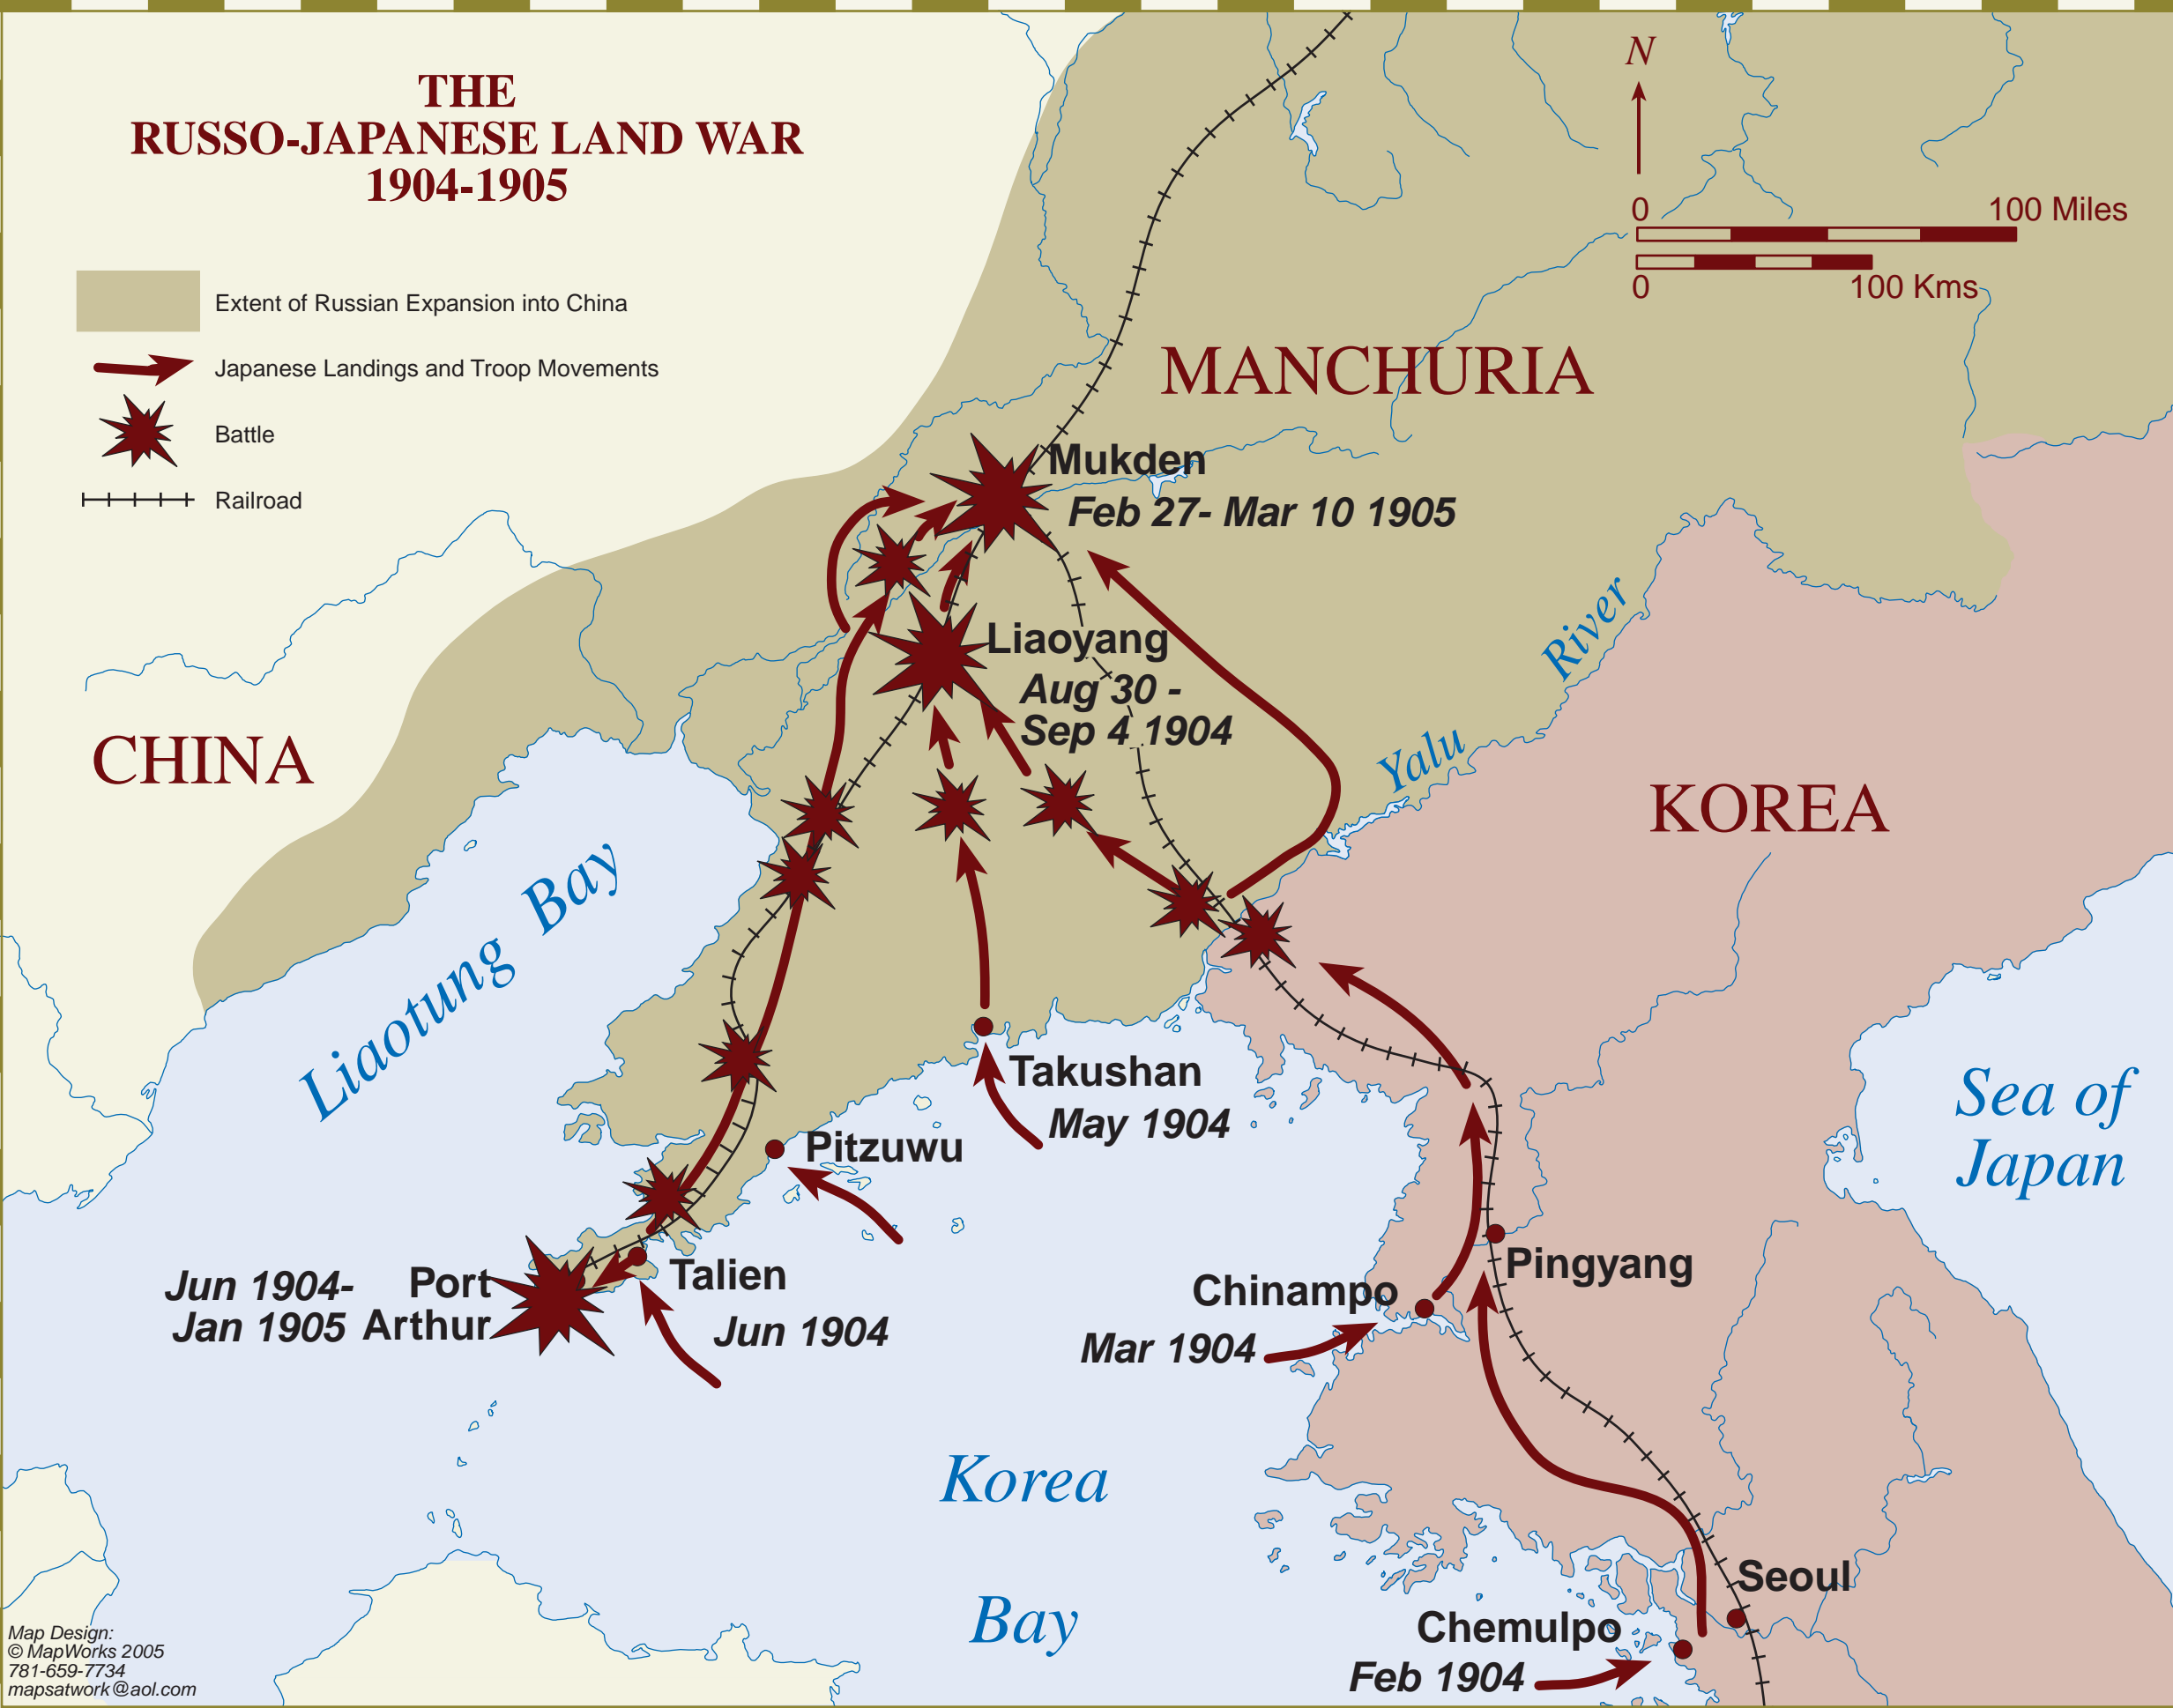 THE
RUSSO-JAPANESE LAND WAR
1904-1905
N
0 100 Miles
0 100 Kms
Extent of Russian Expansion into China
Japanese Landings and Troop Movements
Battle
Railroad
MANCHURIA
Mukden
Feb 27- Mar 10 1905
Liaoyang
Aug 30 -
Sep 4 1904
Yalu River
CHINA
KOREA
Liaotung Bay
Takushan
May 1904
Pitzuwu
Sea of
Japan
Jun 1904-
Jan 1905
Port
Arthur
Talien
Jun 1904
Chinampo
Mar 1904
Pingyang
Korea
Bay
Seoul
Chemulpo
Feb 1904
Map Design:
© MapWorks 2005
781-659-7734
mapsatwork@aol.com